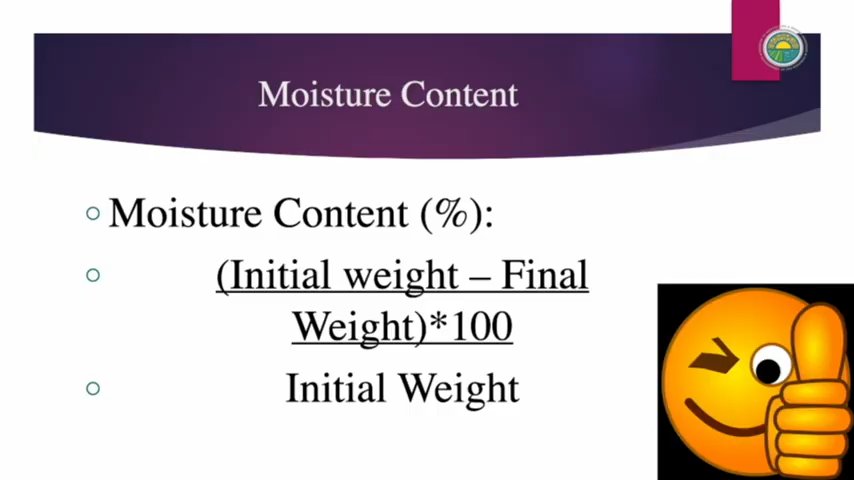 Moisture Content
Moisture Content (%):
(Initial weight – Final
Weight)*100
Initial Weight